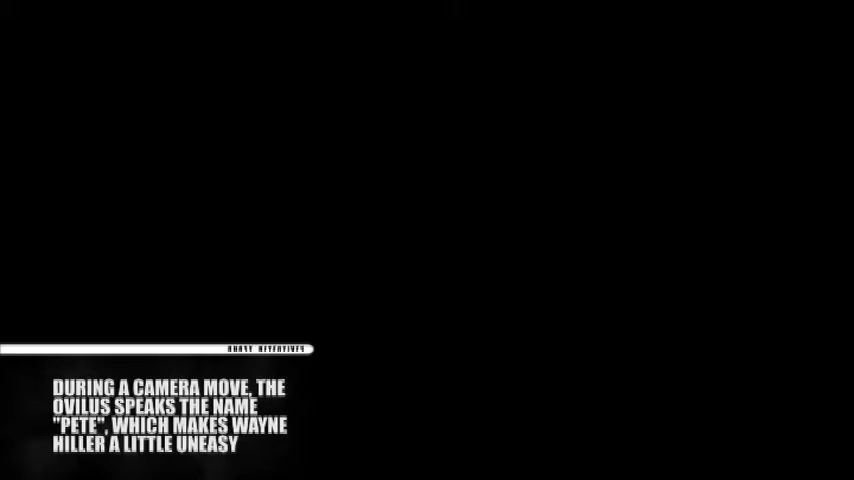 GHOST DETECTIVES
DURING A CAMERA MOVE, THE
OVILUS SPEAKS THE NAME
"PETE", WHICH MAKES WAYNE
HILLER A LITTLE UNEASY